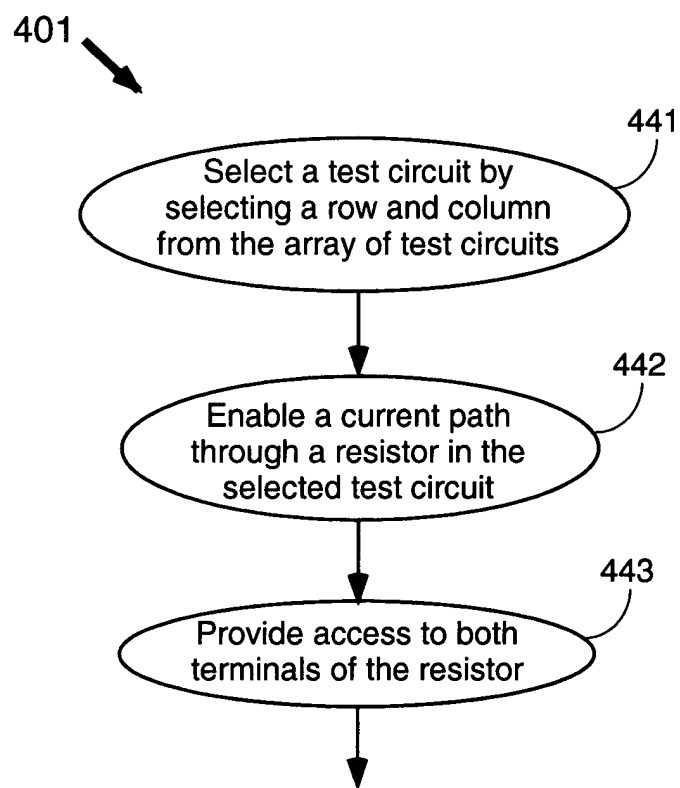 401
441
Select a test circuit by
selecting a row and column
from the array of test circuits
442
Enable a current path
through a resistor in the
selected test circuit
443
Provide access to both
terminals of the resistor